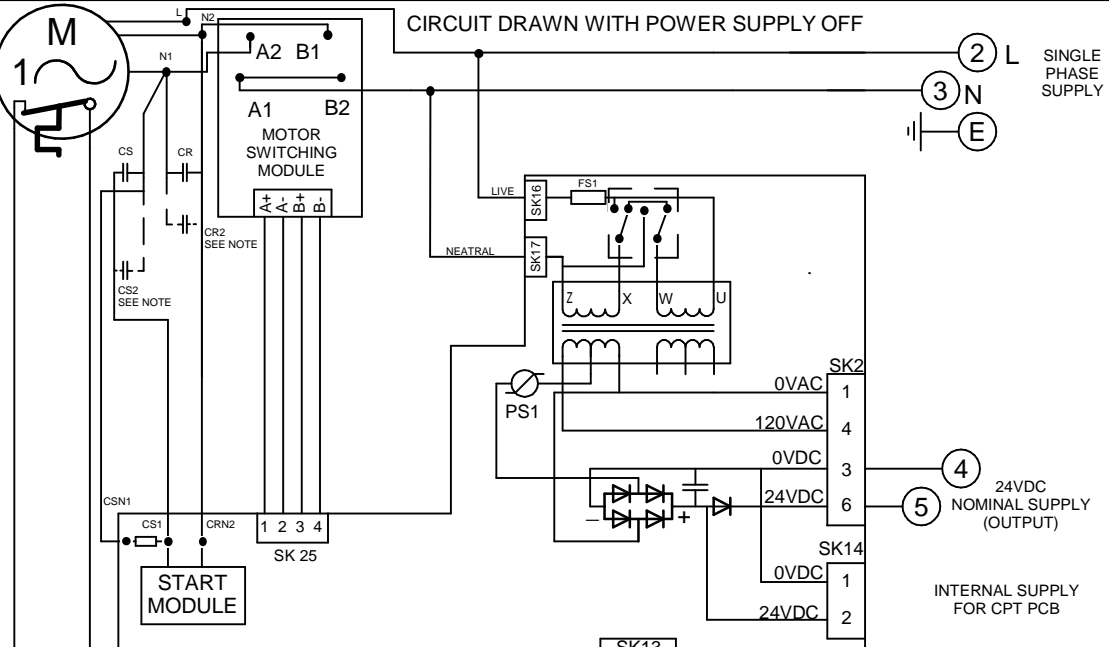 CIRCUIT DRAWN WITH POWER SUPPLY OFF
L
N2
M
1
N1
A2 B1
A1 B2
MOTOR
SWITCHING
MODULE
A+
A-
B+
B-
2 L
3 N
E
SINGLE
PHASE
SUPPLY
CS
CR
CR2
SEE NOTE
CS2
SEE NOTE
LIVE
SK16
FS1
NEATRAL
SK17
Z X W U
PS1
SK2
0VAC 1
120VAC 4
0VDC 3
24VDC 6
4
5
24VDC
NOMINAL SUPPLY
(OUTPUT)
– +
CSN1
CS1
CRN2
1 2 3 4
SK 25
START
MODULE
SK14
0VDC 1
24VDC 2
INTERNAL SUPPLY
FOR CPT PCB
SK13